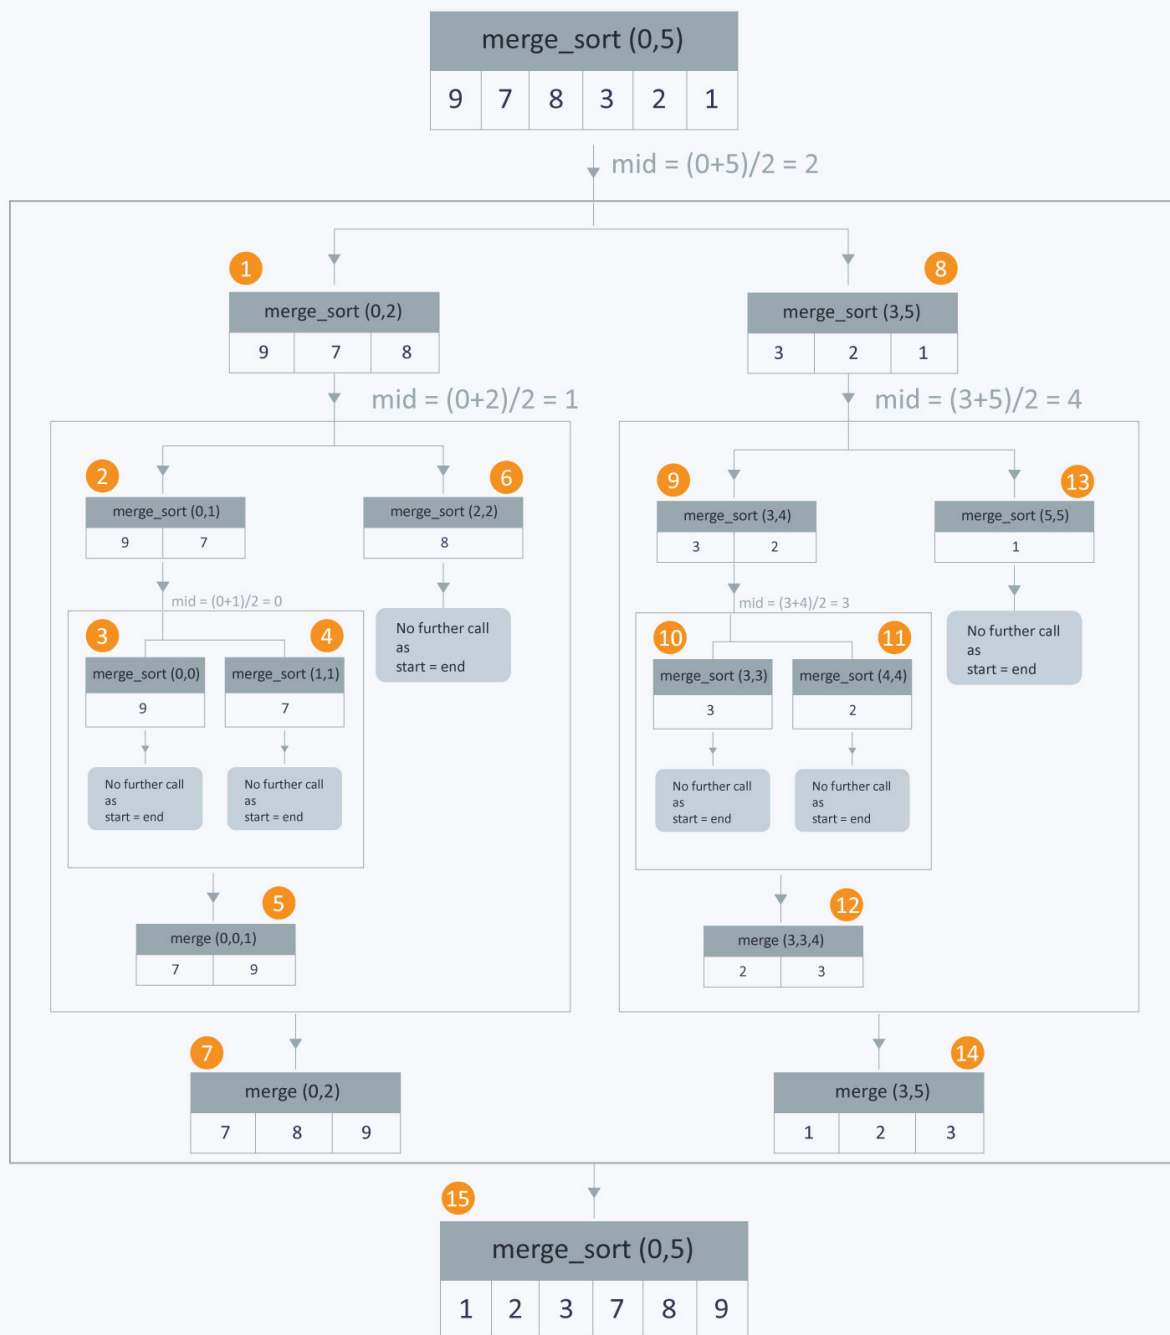 merge_sort (0,5)
9 7 8 3 2 1
mid = (0+5)/2 = 2
1
merge_sort (0,2)
9 7 8
mid = (0+2)/2 = 1
2
merge_sort (0,1)
9 7
mid = (0+1)/2 = 0
3
merge_sort (0,0)
9
No further call
as
start = end
4
merge_sort (1,1)
7
No further call
as
start = end
5
merge (0,0,1)
7 9
6
merge_sort (2,2)
8
No further call
as
start = end
7
merge (0,2)
7 8 9
8
merge_sort (3,5)
3 2 1
mid = (3+5)/2 = 4
9
merge_sort (3,4)
3 2
mid = (3+4)/2 = 3
10
merge_sort (3,3)
3
No further call
as
start = end
11
merge_sort (4,4)
2
No further call
as
start = end
12
merge (3,3,4)
2 3
13
merge_sort (5,5)
1
No further call
as
start = end
14
merge (3,5)
1 2 3
15
merge_sort (0,5)
1 2 3 7 8 9